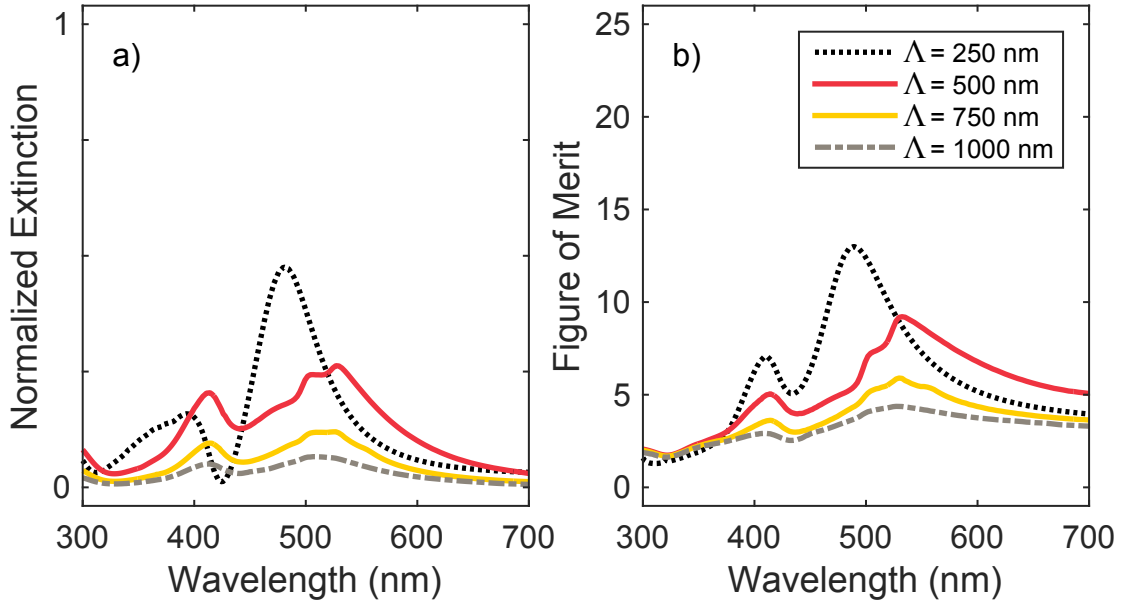 a)
Normalized Extinction
1
0
300 400 500 600 700
Wavelength (nm)
b)
Figure of Merit
25
20
15
10
5
0
300 400 500 600 700
Wavelength (nm)
Λ = 250 nm
Λ = 500 nm
Λ = 750 nm
Λ = 1000 nm